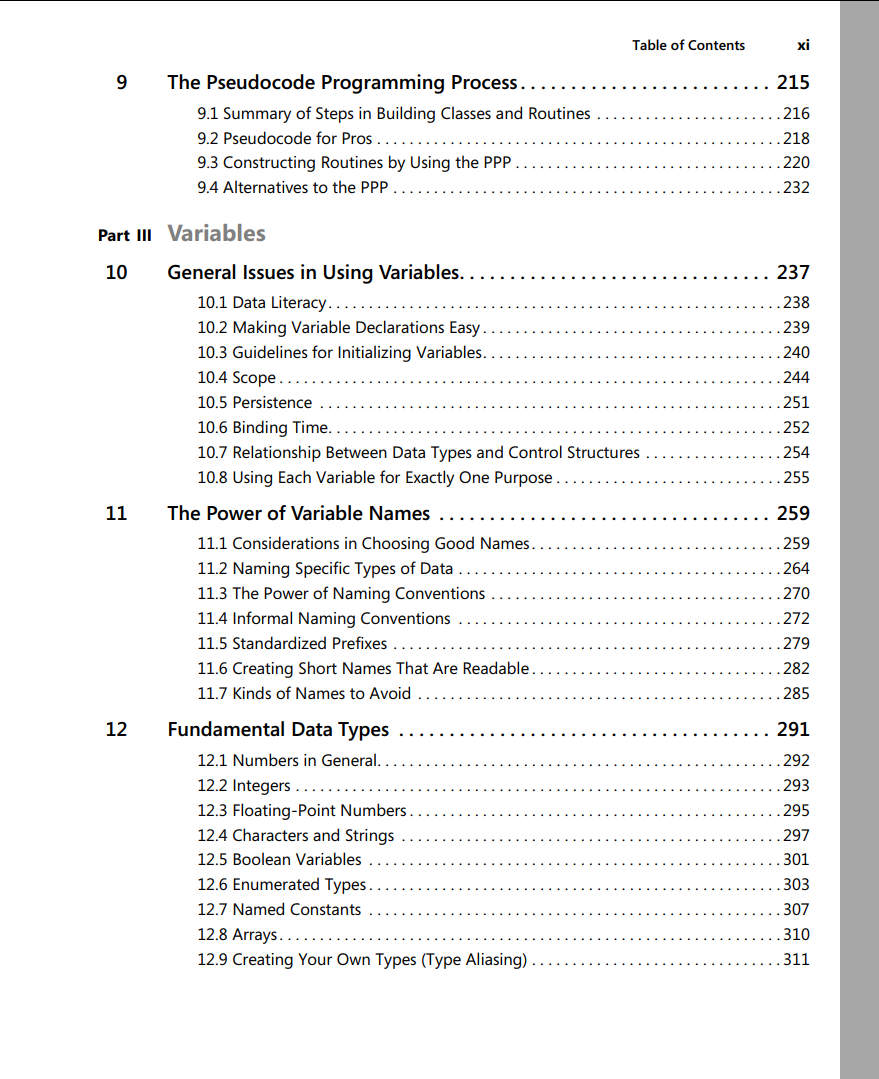 Table of Contents xi
9 The Pseudocode Programming Process. . . . . . . . . . . . . . . . . . . . . . . . . 215
9.1 Summary of Steps in Building Classes and Routines . . . . . . . . . . . . . . . . . . . . . . . 216
9.2 Pseudocode for Pros . . . . . . . . . . . . . . . . . . . . . . . . . . . . . . . . . . . . . . . . . . . . . . . . . . 218
9.3 Constructing Routines by Using the PPP . . . . . . . . . . . . . . . . . . . . . . . . . . . . . . . . . 220
9.4 Alternatives to the PPP . . . . . . . . . . . . . . . . . . . . . . . . . . . . . . . . . . . . . . . . . . . . . . . . 232
Part III Variables
10 General Issues in Using Variables. . . . . . . . . . . . . . . . . . . . . . . . . . . . . . . 237
10.1 Data Literacy. . . . . . . . . . . . . . . . . . . . . . . . . . . . . . . . . . . . . . . . . . . . . . . . . . . . . . . . 238
10.2 Making Variable Declarations Easy . . . . . . . . . . . . . . . . . . . . . . . . . . . . . . . . . . . . . 239
10.3 Guidelines for Initializing Variables. . . . . . . . . . . . . . . . . . . . . . . . . . . . . . . . . . . . . 240
10.4 Scope . . . . . . . . . . . . . . . . . . . . . . . . . . . . . . . . . . . . . . . . . . . . . . . . . . . . . . . . . . . . . . 244
10.5 Persistence . . . . . . . . . . . . . . . . . . . . . . . . . . . . . . . . . . . . . . . . . . . . . . . . . . . . . . . . . 251
10.6 Binding Time. . . . . . . . . . . . . . . . . . . . . . . . . . . . . . . . . . . . . . . . . . . . . . . . . . . . . . . . 252
10.7 Relationship Between Data Types and Control Structures . . . . . . . . . . . . . . . . . 254
10.8 Using Each Variable for Exactly One Purpose . . . . . . . . . . . . . . . . . . . . . . . . . . . . 255
11 The Power of Variable Names . . . . . . . . . . . . . . . . . . . . . . . . . . . . . . . . . 259
11.1 Considerations in Choosing Good Names. . . . . . . . . . . . . . . . . . . . . . . . . . . . . . . 259
11.2 Naming Specific Types of Data . . . . . . . . . . . . . . . . . . . . . . . . . . . . . . . . . . . . . . . . 264
11.3 The Power of Naming Conventions . . . . . . . . . . . . . . . . . . . . . . . . . . . . . . . . . . . . 270
11.4 Informal Naming Conventions . . . . . . . . . . . . . . . . . . . . . . . . . . . . . . . . . . . . . . . . 272
11.5 Standardized Prefixes . . . . . . . . . . . . . . . . . . . . . . . . . . . . . . . . . . . . . . . . . . . . . . . . 279
11.6 Creating Short Names That Are Readable . . . . . . . . . . . . . . . . . . . . . . . . . . . . . . . 282
11.7 Kinds of Names to Avoid . . . . . . . . . . . . . . . . . . . . . . . . . . . . . . . . . . . . . . . . . . . . . 285
12 Fundamental Data Types . . . . . . . . . . . . . . . . . . . . . . . . . . . . . . . . . . . . . 291
12.1 Numbers in General. . . . . . . . . . . . . . . . . . . . . . . . . . . . . . . . . . . . . . . . . . . . . . . . . . 292
12.2 Integers . . . . . . . . . . . . . . . . . . . . . . . . . . . . . . . . . . . . . . . . . . . . . . . . . . . . . . . . . . . . 293
12.3 Floating-Point Numbers . . . . . . . . . . . . . . . . . . . . . . . . . . . . . . . . . . . . . . . . . . . . . . 295
12.4 Characters and Strings . . . . . . . . . . . . . . . . . . . . . . . . . . . . . . . . . . . . . . . . . . . . . . . 297
12.5 Boolean Variables . . . . . . . . . . . . . . . . . . . . . . . . . . . . . . . . . . . . . . . . . . . . . . . . . . . 301
12.6 Enumerated Types . . . . . . . . . . . . . . . . . . . . . . . . . . . . . . . . . . . . . . . . . . . . . . . . . . . 303
12.7 Named Constants . . . . . . . . . . . . . . . . . . . . . . . . . . . . . . . . . . . . . . . . . . . . . . . . . . . 307
12.8 Arrays. . . . . . . . . . . . . . . . . . . . . . . . . . . . . . . . . . . . . . . . . . . . . . . . . . . . . . . . . . . . . . 310
12.9 Creating Your Own Types (Type Aliasing) . . . . . . . . . . . . . . . . . . . . . . . . . . . . . . . 311